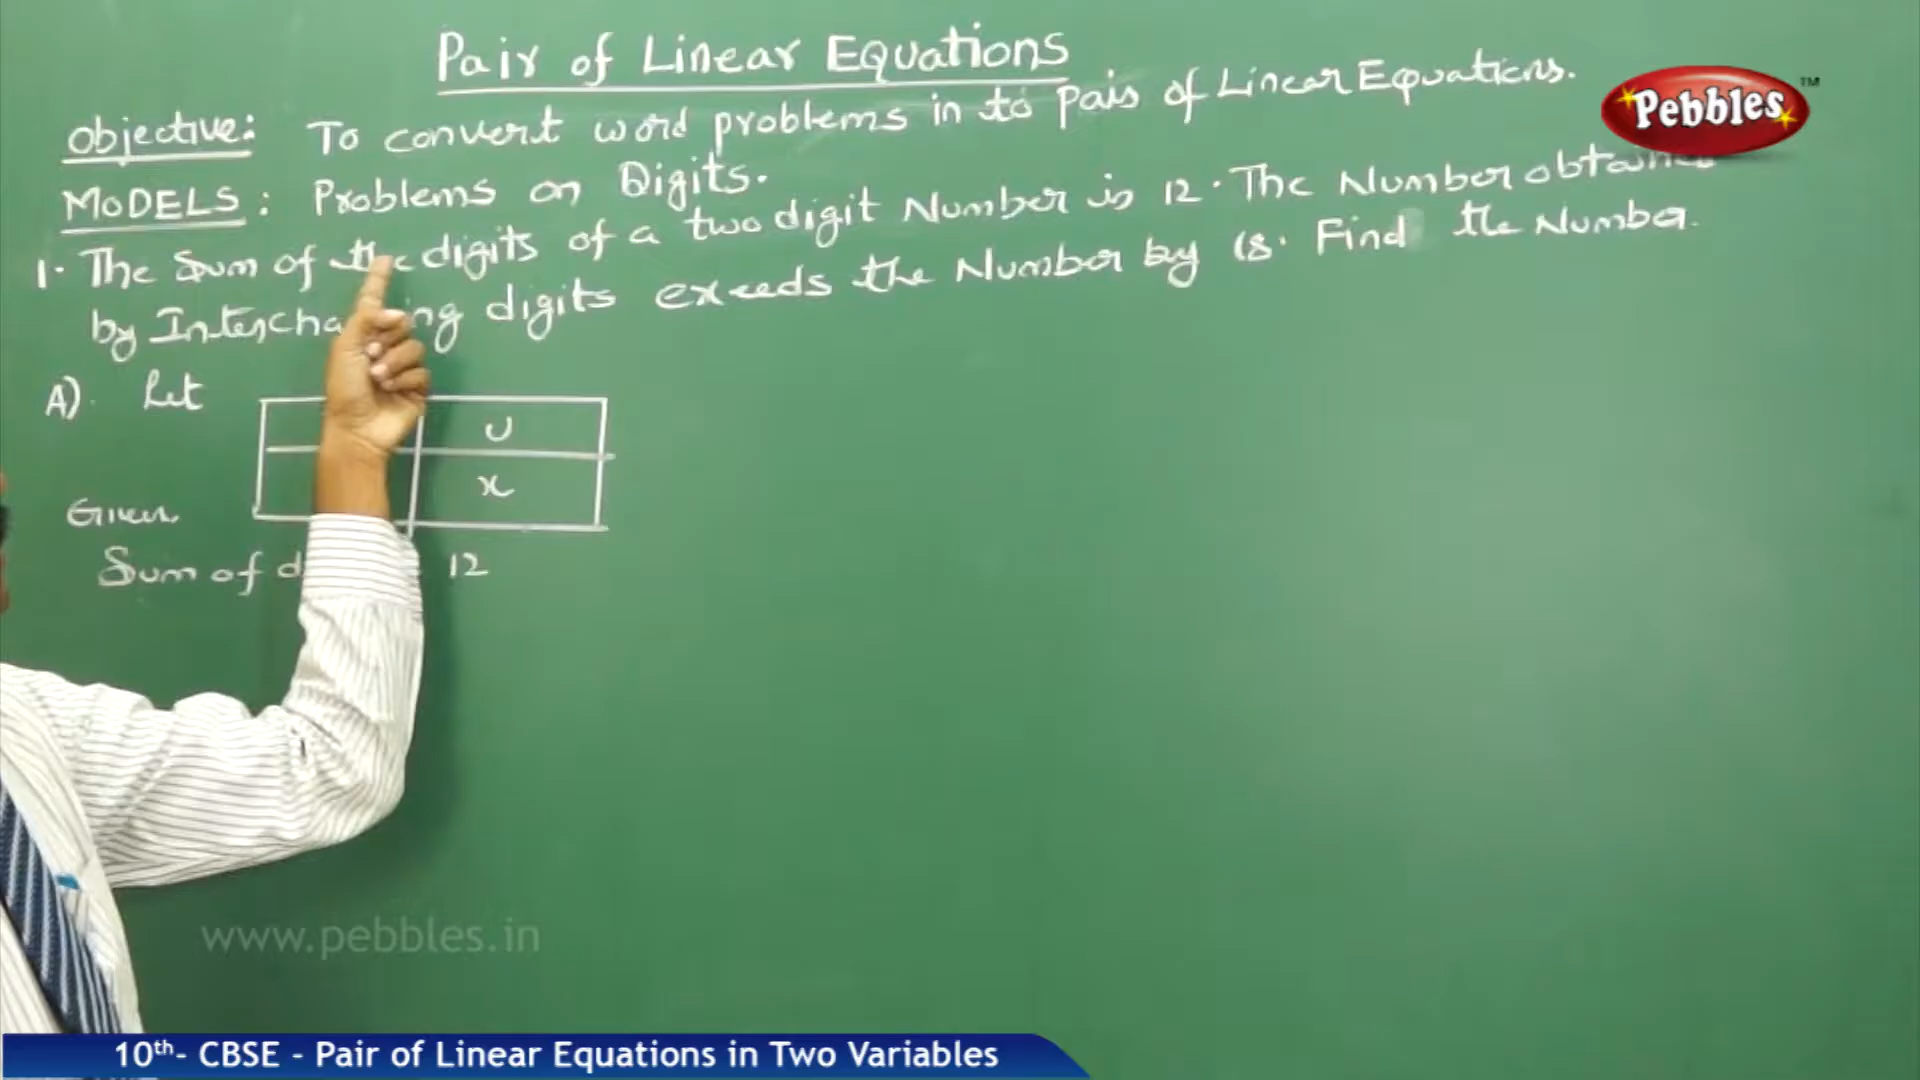 Pair of Linear Equations
Objective: To convert word problems in to Pair of Linear Equations.
MODELS: Problems on Digits.
1. The Sum of the digits of a two digit Number is 12. The Number obtained
by Interchanging digits exceeds the Number by 18. Find the Number.
A). Let
U
x
Given
Sum of d 12
Pebbles™
www.pebbles.in
10th- CBSE - Pair of Linear Equations in Two Variables